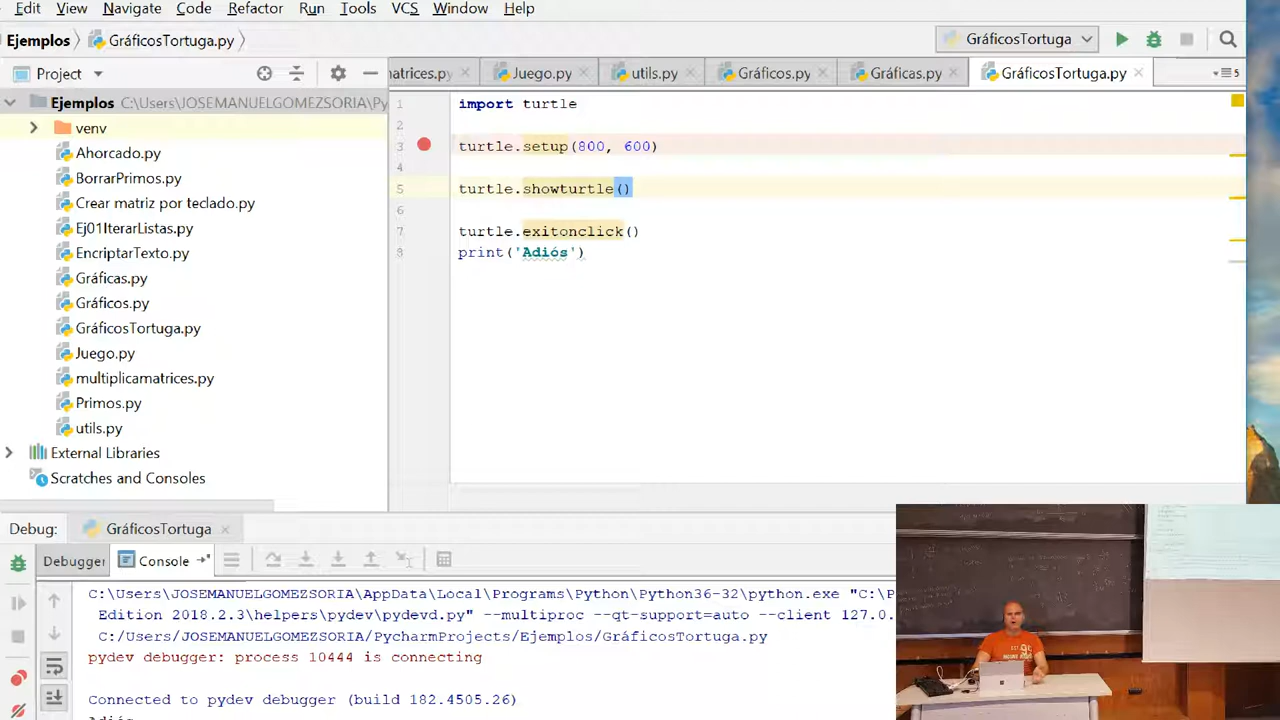 Edit View Navigate Code Refactor Run Tools VCS Window Help
Ejemplos GráficosTortuga.py
GráficosTortuga
Project
atrices.py Juego.py utils.py Gráficos.py Gráficas.py GráficosTortuga.py 5
Ejemplos C:\Users\JOSEMANUELGOMEZSORIA\Py
venv
Ahorcado.py
BorrarPrimos.py
Crear matriz por teclado.py
Ej01IterarListas.py
EncriptarTexto.py
Gráficas.py
Gráficos.py
GráficosTortuga.py
Juego.py
multiplicamatrices.py
Primos.py
utils.py
External Libraries
Scratches and Consoles
1 import turtle
2
3 turtle.setup(800, 600)
4
5 turtle.showturtle()
6
7 turtle.exitonclick()
8 print('Adiós')
Debug: GráficosTortuga
Debugger Console
C:\Users\JOSEMANUELGOMEZSORIA\AppData\Local\Programs\Python\Python36-32\python.exe "C:\P
Edition 2018.2.3\helpers\pydev\pydevd.py" --multiproc --qt-support=auto --client 127.0.
C:/Users/JOSEMANUELGOMEZSORIA/PycharmProjects/Ejemplos/GráficosTortuga.py
pydev debugger: process 10444 is connecting
Connected to pydev debugger (build 182.4505.26)
Adiós